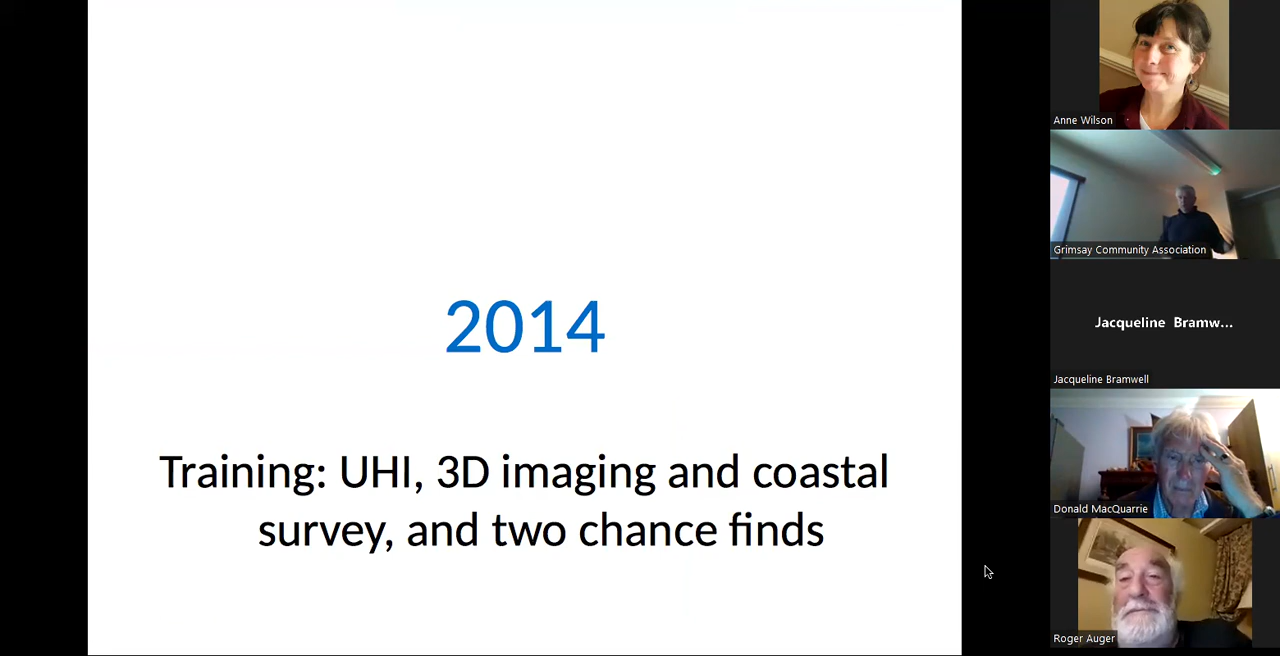 2014
Training: UHI, 3D imaging and coastal
survey, and two chance finds
Anne Wilson
Grimsay Community Association
Jacqueline Bramw...
Jacqueline Bramwell
Donald MacQuarrie
Roger Auger